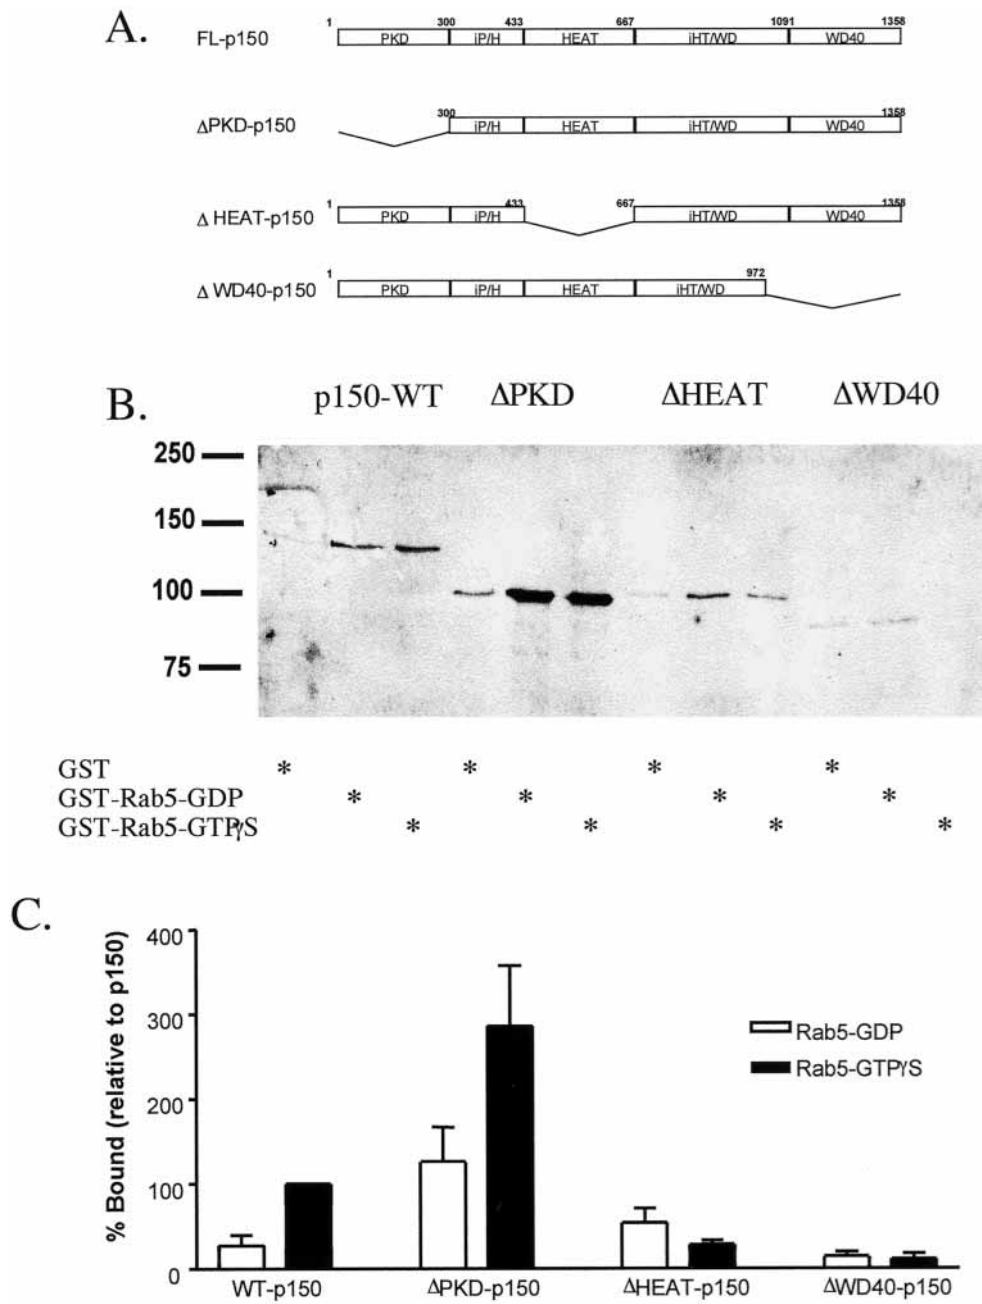 A.
FL-p150
1 300 433 667 1091 1358
PKD iP/H HEAT iHT/WD WD40
ΔPKD-p150
300 1358
iP/H HEAT iHT/WD WD40
Δ HEAT-p150
1 433 667 1358
PKD iP/H iHT/WD WD40
Δ WD40-p150
1 972
PKD iP/H HEAT iHT/WD
B.
p150-WT ΔPKD ΔHEAT ΔWD40
250
150
100
75
GST * * * *
GST-Rab5-GDP * * * *
GST-Rab5-GTPγS * * * *
C.
% Bound (relative to p150)
400
300
200
100
0
Rab5-GDP
Rab5-GTPγS
WT-p150 ΔPKD-p150 ΔHEAT-p150 ΔWD40-p150